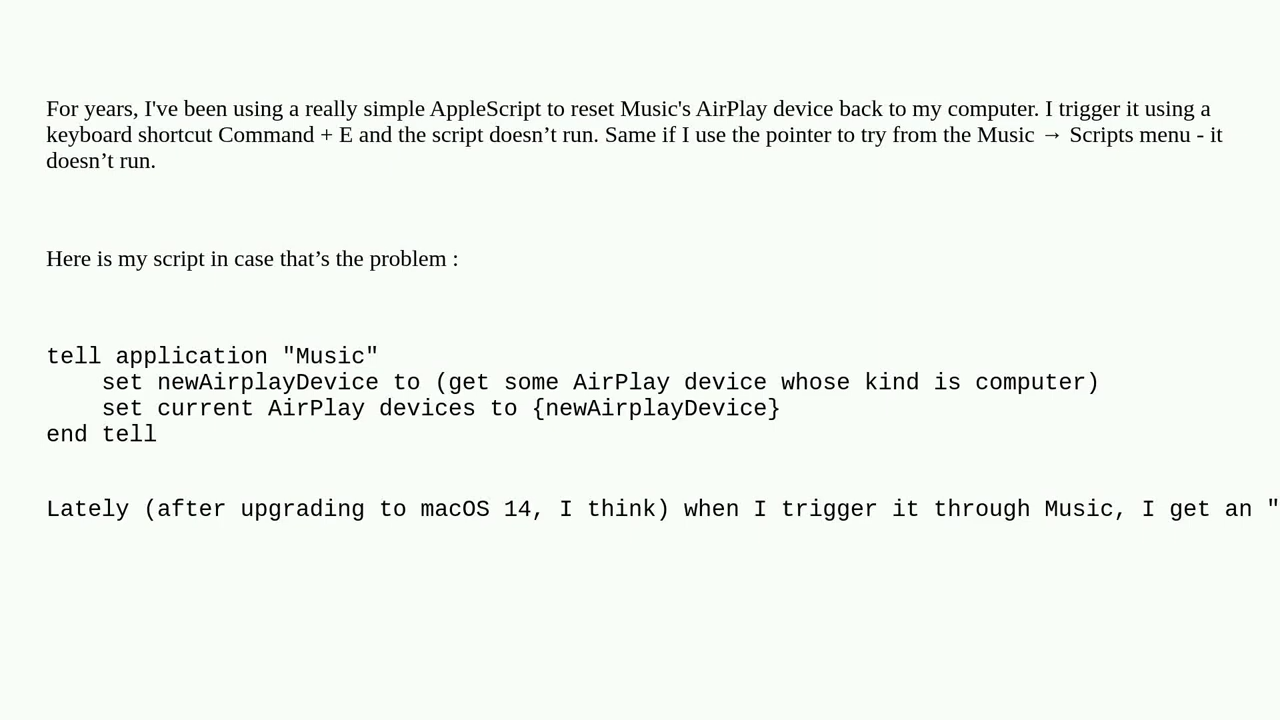 For years, I've been using a really simple AppleScript to reset Music's AirPlay device back to my computer. I trigger it using a
keyboard shortcut Command + E and the script doesn’t run. Same if I use the pointer to try from the Music → Scripts menu - it
doesn’t run.
Here is my script in case that’s the problem :
tell application "Music"
    set newAirplayDevice to (get some AirPlay device whose kind is computer)
    set current AirPlay devices to {newAirplayDevice}
end tell
Lately (after upgrading to macOS 14, I think) when I trigger it through Music, I get an "